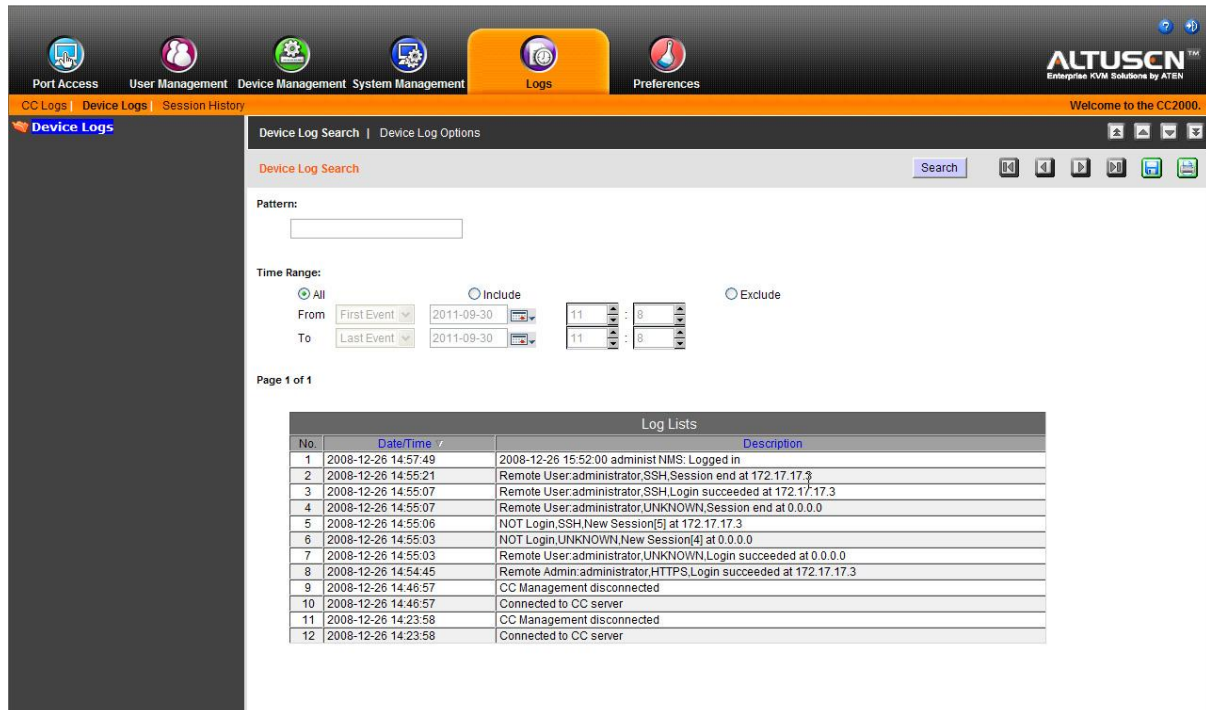 Port Access User Management Device Management System Management Logs Preferences
ALTUSCN™
Enterprise KVM Solutions by ATEN
CC Logs | Device Logs | Session History
Welcome to the CC2000.
Device Logs
Device Log Search | Device Log Options
Device Log Search
Search
Pattern:
Time Range:
All Include Exclude
From First Event 2011-09-30 11 : 8
To Last Event 2011-09-30 11 : 8
Page 1 of 1
Log Lists
No. Date/Time Description
1 2008-12-26 14:57:49 2008-12-26 15:52:00 administ NMS: Logged in
2 2008-12-26 14:55:21 Remote User:administrator,SSH,Session end at 172.17.17.3
3 2008-12-26 14:55:07 Remote User:administrator,SSH,Login succeeded at 172.17.17.3
4 2008-12-26 14:55:07 Remote User:administrator,UNKNOWN,Session end at 0.0.0.0
5 2008-12-26 14:55:06 NOT Login,SSH,New Session[5] at 172.17.17.3
6 2008-12-26 14:55:03 NOT Login,UNKNOWN,New Session[4] at 0.0.0.0
7 2008-12-26 14:55:03 Remote User:administrator,UNKNOWN,Login succeeded at 0.0.0.0
8 2008-12-26 14:54:45 Remote Admin:administrator,HTTPS,Login succeeded at 172.17.17.3
9 2008-12-26 14:46:57 CC Management disconnected
10 2008-12-26 14:46:57 Connected to CC server
11 2008-12-26 14:23:58 CC Management disconnected
12 2008-12-26 14:23:58 Connected to CC server